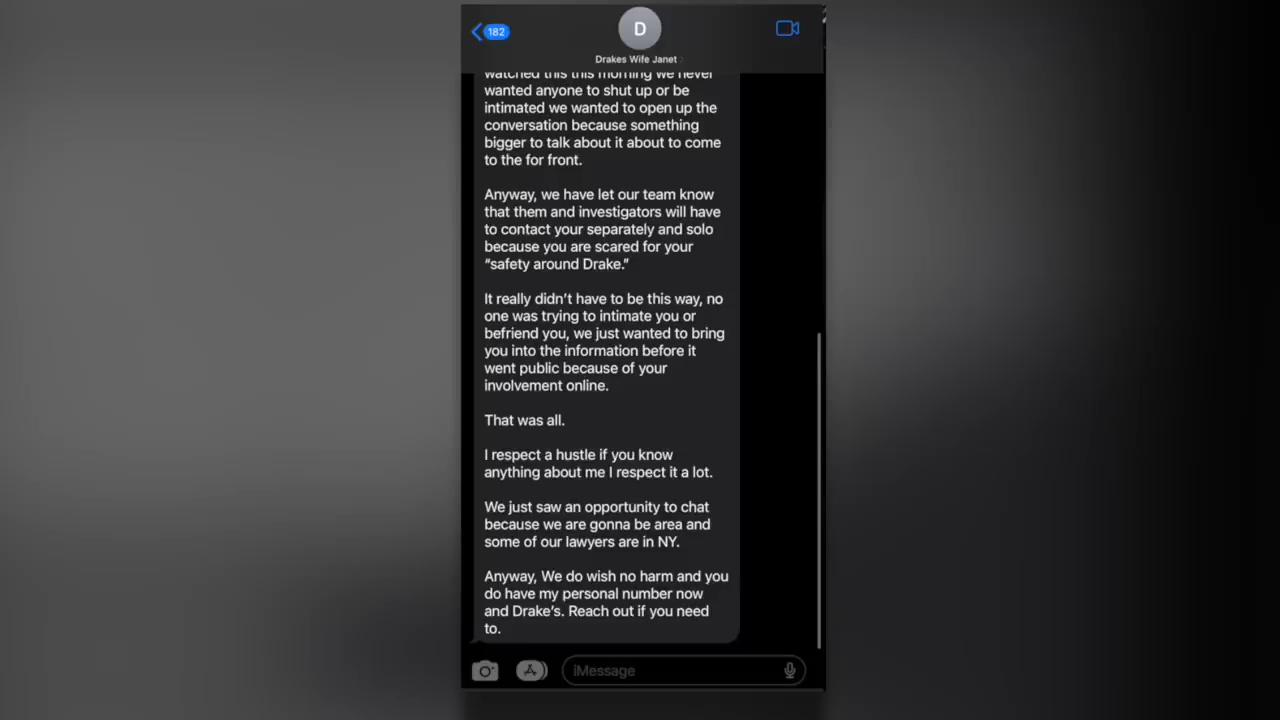 182
D
Drakes Wife Janet
watched this this morning we never
wanted anyone to shut up or be
intimated we wanted to open up the
conversation because something
bigger to talk about it about to come
to the for front.
Anyway, we have let our team know
that them and investigators will have
to contact your separately and solo
because you are scared for your
“safety around Drake.”
It really didn’t have to be this way, no
one was trying to intimate you or
befriend you, we just wanted to bring
you into the information before it
went public because of your
involvement online.
That was all.
I respect a hustle if you know
anything about me I respect it a lot.
We just saw an opportunity to chat
because we are gonna be area and
some of our lawyers are in NY.
Anyway, We do wish no harm and you
do have my personal number now
and Drake’s. Reach out if you need
to.
iMessage